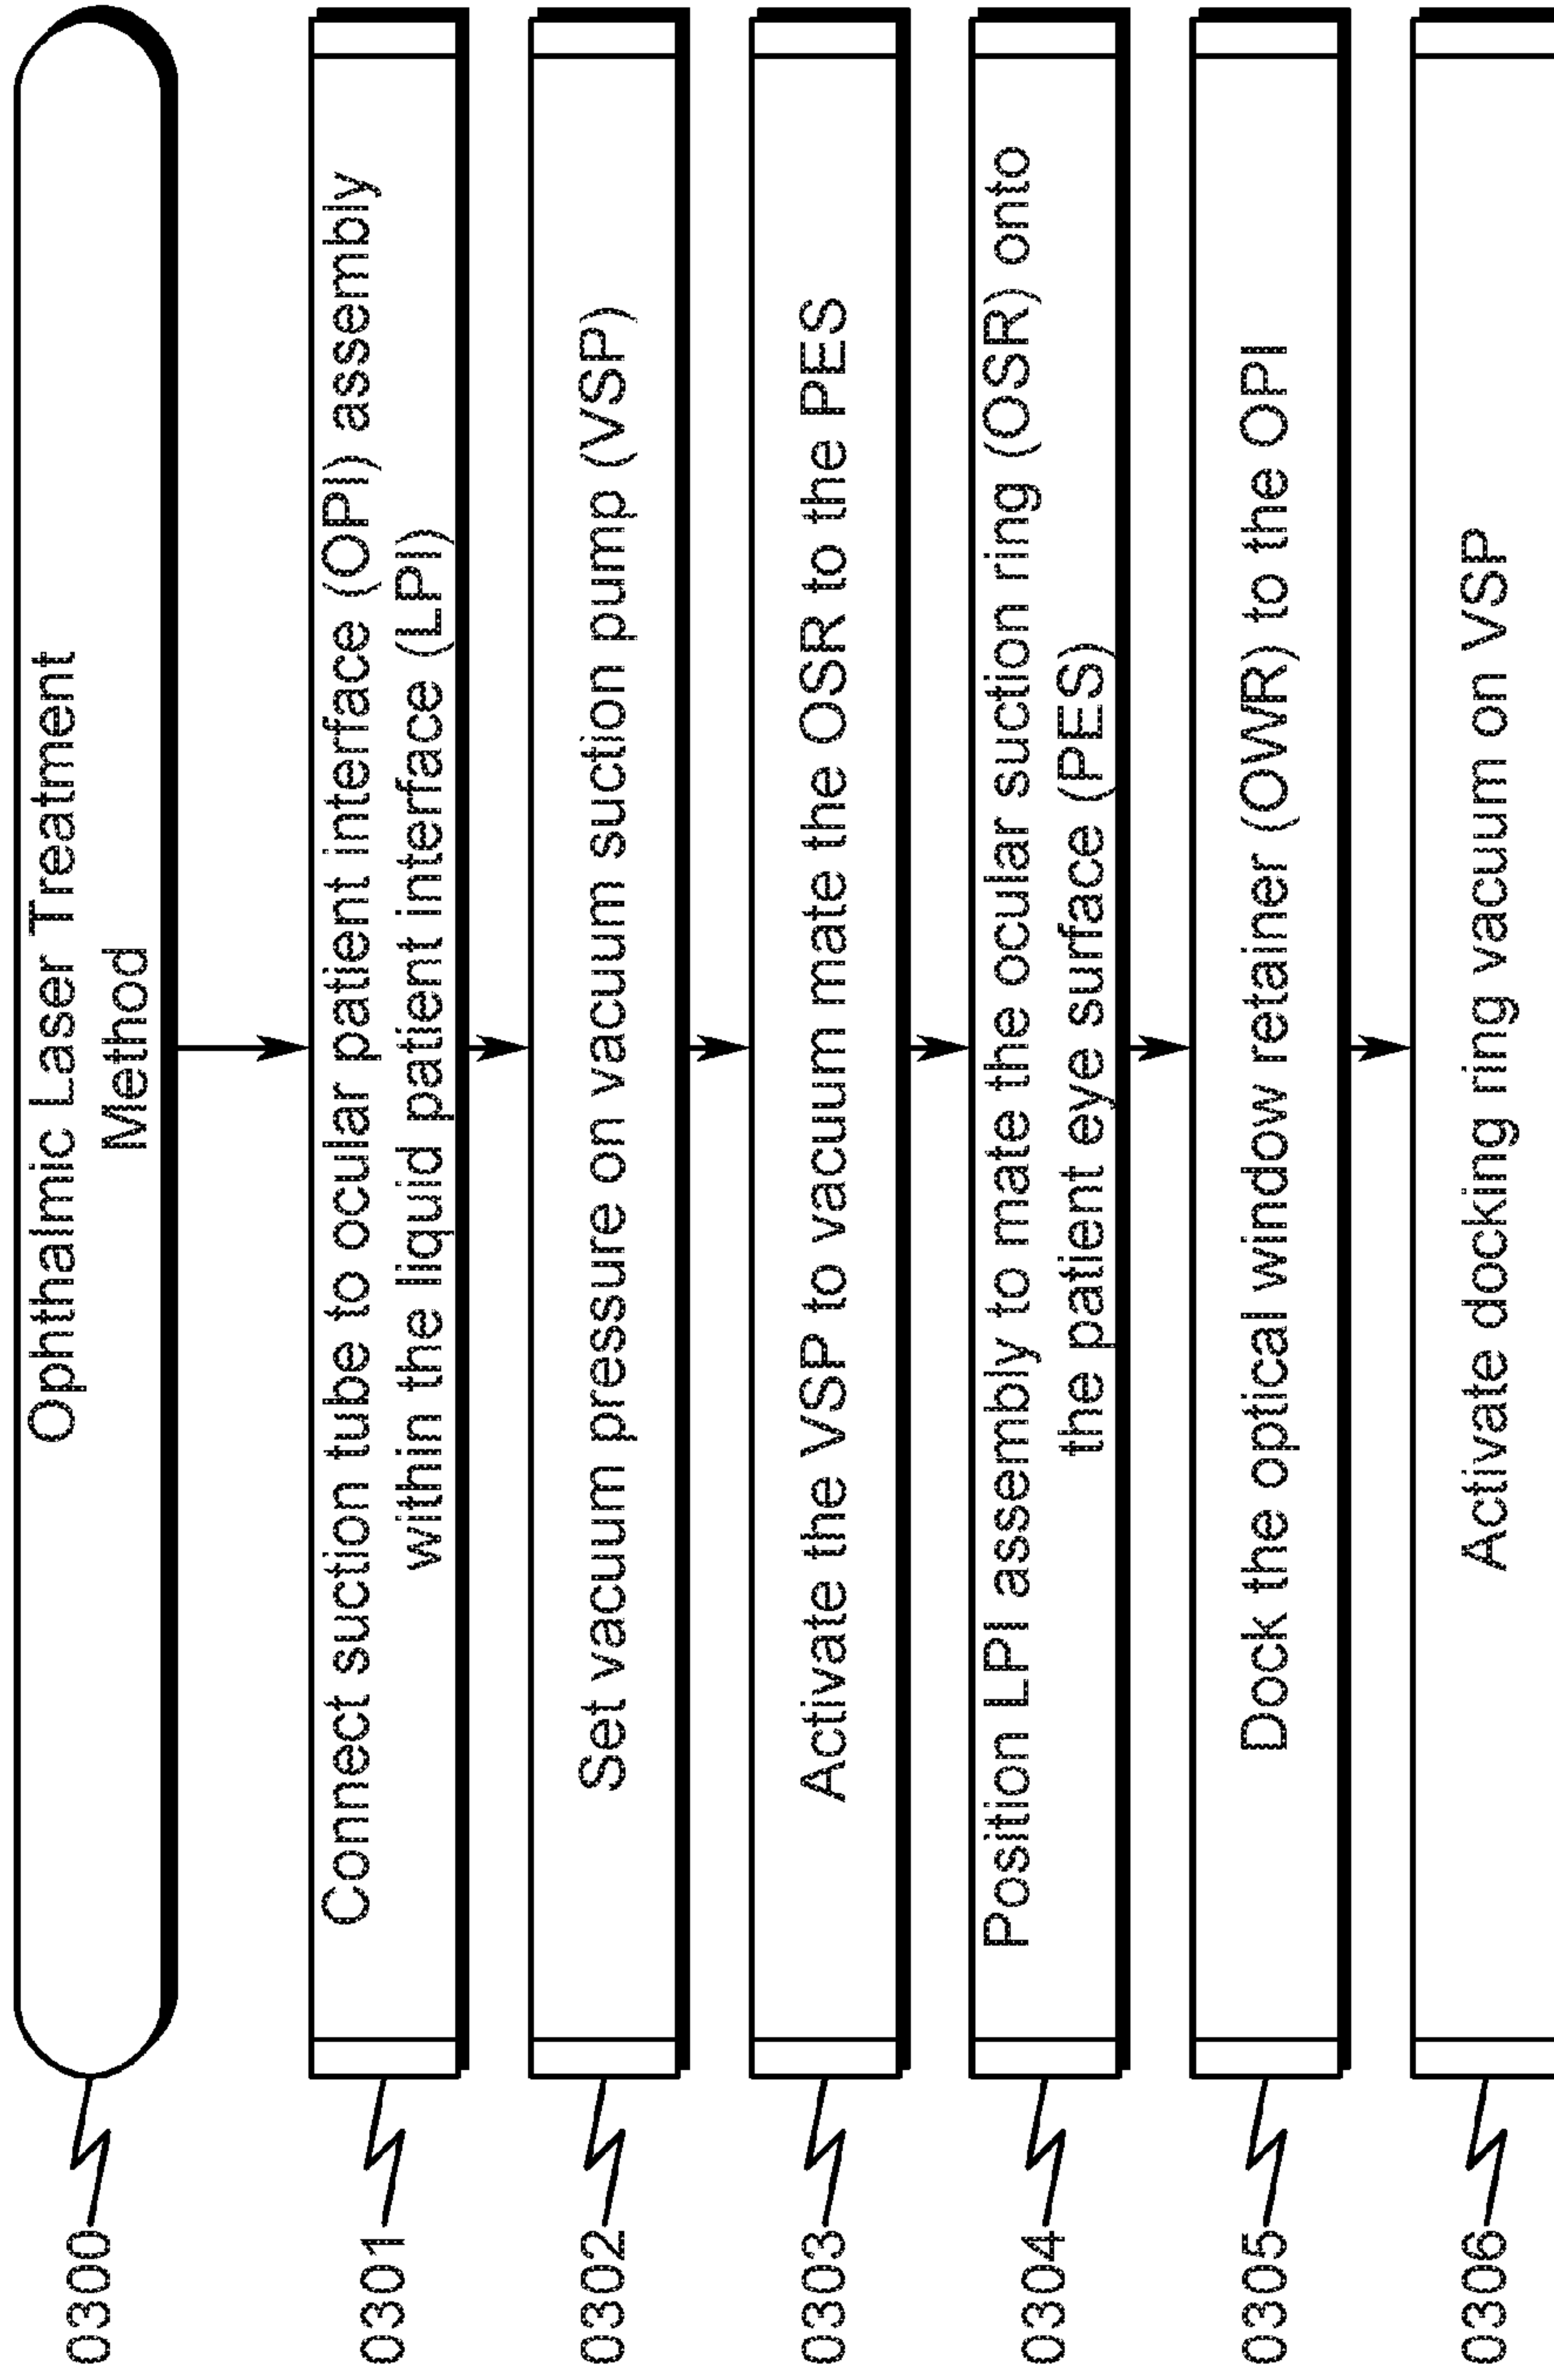 0300
Ophthalmic Laser Treatment
Method
0301
Connect suction tube to ocular patient interface (OPI) assembly
within the liquid patient interface (LPI)
0302
Set vacuum pressure on vacuum suction pump (VSP)
0303
Activate the VSP to vacuum mate the OSR to the PES
0304
Position LPI assembly to mate the ocular suction ring (OSR) onto
the patient eye surface (PES)
0305
Dock the optical window retainer (OWR) to the OPI
0306
Activate docking ring vacuum on VSP